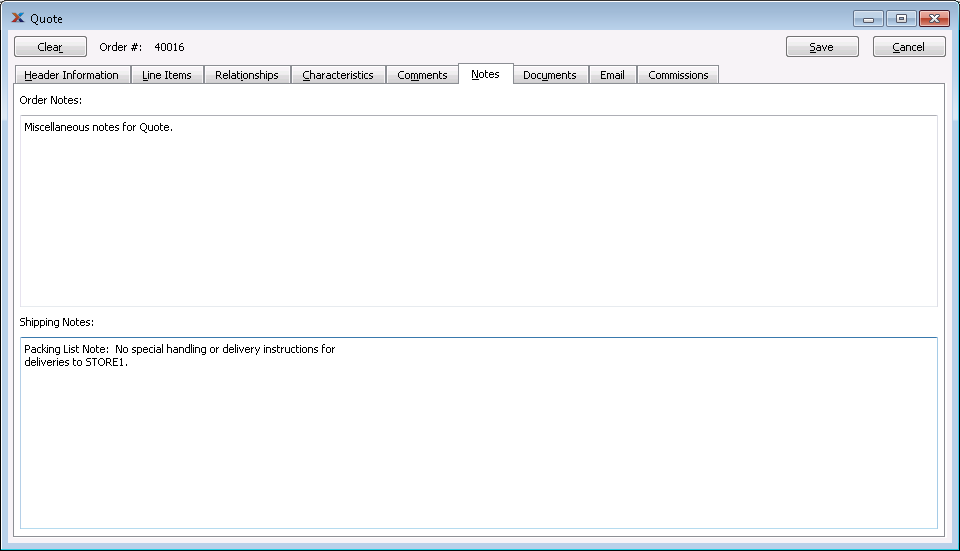 Quote
Clear Order #: 40016 Save Cancel
Header Information Line Items Relationships Characteristics Comments Notes Documents Email Commissions
Order Notes:
Miscellaneous notes for Quote.
Shipping Notes:
Packing List Note:  No special handling or delivery instructions for
deliveries to STORE1.